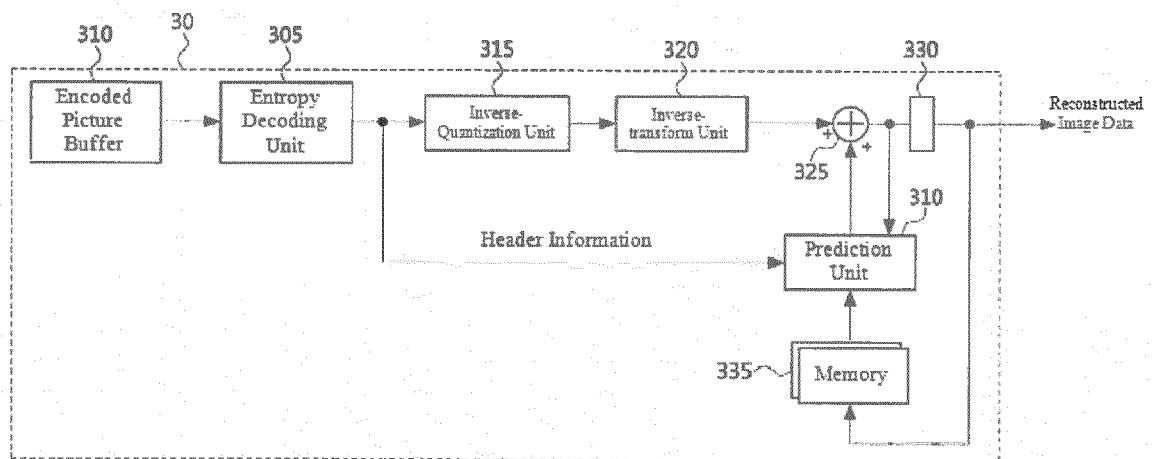 30
310
305
315
320
330
Encoded
Picture
Buffer
Entropy
Decoding
Unit
Inverse-
Quantization Unit
Inverse-
transform Unit
+
+
+
325
Reconstructed
Image Data
310
Header Information
Prediction
Unit
335
Memory